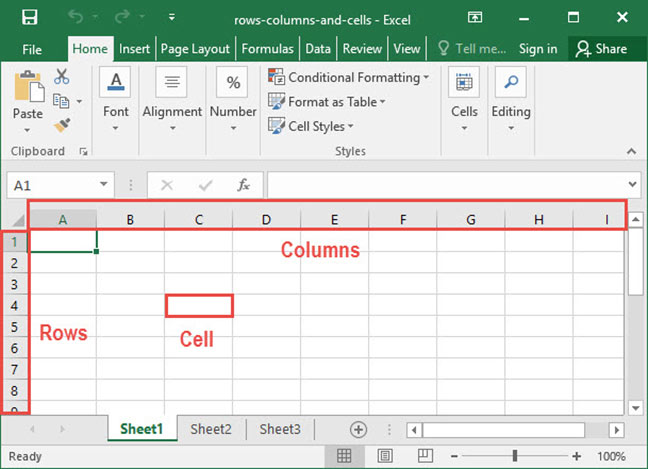 rows-columns-and-cells - Excel
File Home Insert Page Layout Formulas Data Review View Tell me... Sign in Share
Conditional Formatting
Format as Table
Cell Styles
Paste Font Alignment Number Cells Editing
Clipboard Styles
A1 fx
A B C D E F G H I
1
Columns
2
3
4
5
Rows
Cell
6
7
8
9
Sheet1 Sheet2 Sheet3
Ready 100%